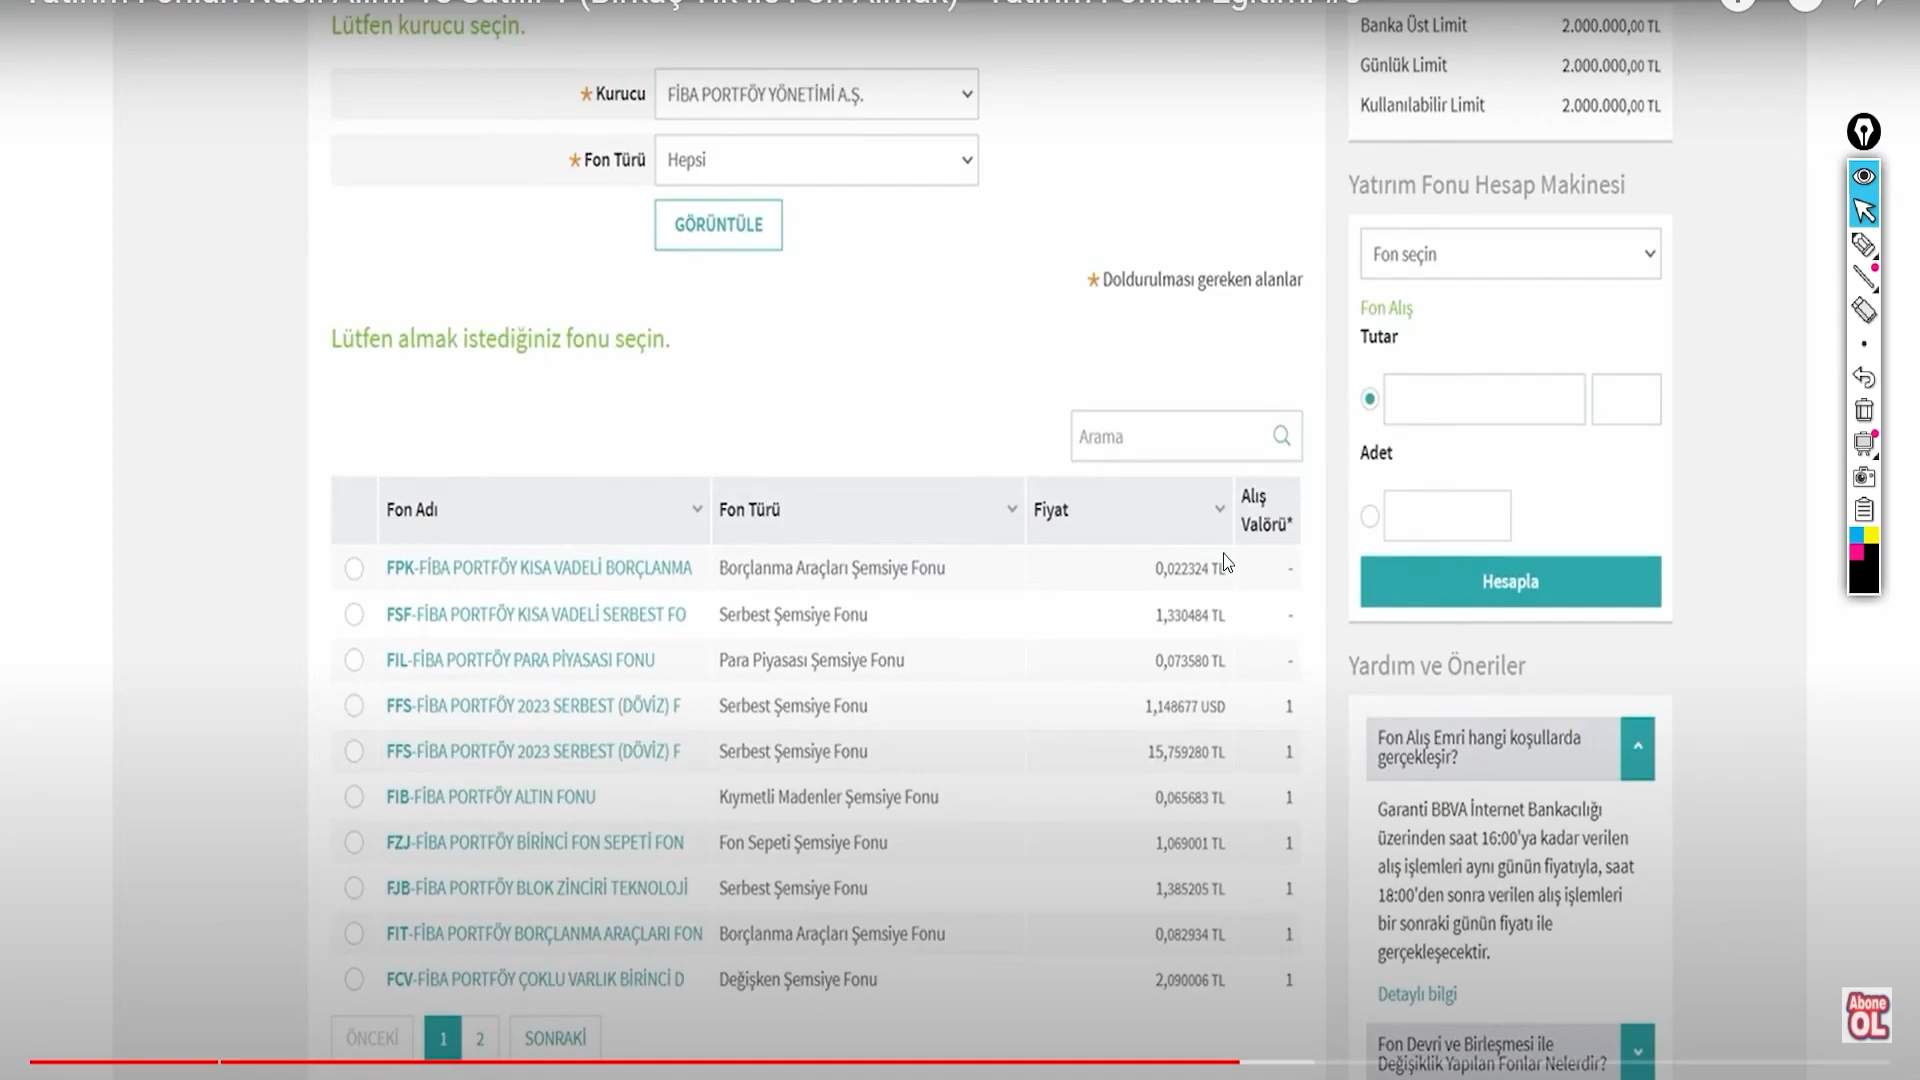 Lütfen kurucu seçin.
★Kurucu
FİBA PORTFÖY YÖNETİMİ A.Ş.
★Fon Türü
Hepsi
GÖRÜNTÜLE
★Doldurulması gereken alanlar
Lütfen almak istediğiniz fonu seçin.
Arama
Fon Adı Fon Türü Fiyat Alış Valörü*
FPK-FİBA PORTFÖY KISA VADELİ BORÇLANMA Borçlanma Araçları Şemsiye Fonu 0,022324 TL -
FSF-FİBA PORTFÖY KISA VADELİ SERBEST FO Serbest Şemsiye Fonu 1,330484 TL -
FIL-FİBA PORTFÖY PARA PİYASASI FONU Para Piyasası Şemsiye Fonu 0,073580 TL -
FFS-FİBA PORTFÖY 2023 SERBEST (DÖVİZ) F Serbest Şemsiye Fonu 1,148677 USD 1
FFS-FİBA PORTFÖY 2023 SERBEST (DÖVİZ) F Serbest Şemsiye Fonu 15,759280 TL 1
FIB-FİBA PORTFÖY ALTIN FONU Kıymetli Madenler Şemsiye Fonu 0,065683 TL 1
FZJ-FİBA PORTFÖY BİRİNCİ FON SEPETİ FON Fon Sepeti Şemsiye Fonu 1,069001 TL 1
FJB-FİBA PORTFÖY BLOK ZİNCİRİ TEKNOLOJİ Serbest Şemsiye Fonu 1,385205 TL 1
FIT-FİBA PORTFÖY BORÇLANMA ARAÇLARI FON Borçlanma Araçları Şemsiye Fonu 0,082934 TL 1
FCV-FİBA PORTFÖY ÇOKLU VARLIK BİRİNCİ D Değişken Şemsiye Fonu 2,090006 TL 1
ÖNCEKİ 1 2 SONRAKİ
Banka Üst Limit 2.000.000,00 TL
Günlük Limit 2.000.000,00 TL
Kullanılabilir Limit 2.000.000,00 TL
Yatırım Fonu Hesap Makinesi
Fon seçin
Fon Alış
Tutar
Adet
Hesapla
Yardım ve Öneriler
Fon Alış Emri hangi koşullarda
gerçekleşir?
Garanti BBVA İnternet Bankacılığı
üzerinden saat 16:00'ya kadar verilen
alış işlemleri aynı günün fiyatıyla, saat
18:00'den sonra verilen alış işlemleri
bir sonraki günün fiyatı ile
gerçekleşecektir.
Detaylı bilgi
Fon Devri ve Birleşmesi ile
Değişiklik Yapılan Fonlar Nelerdir?
Abone
OL